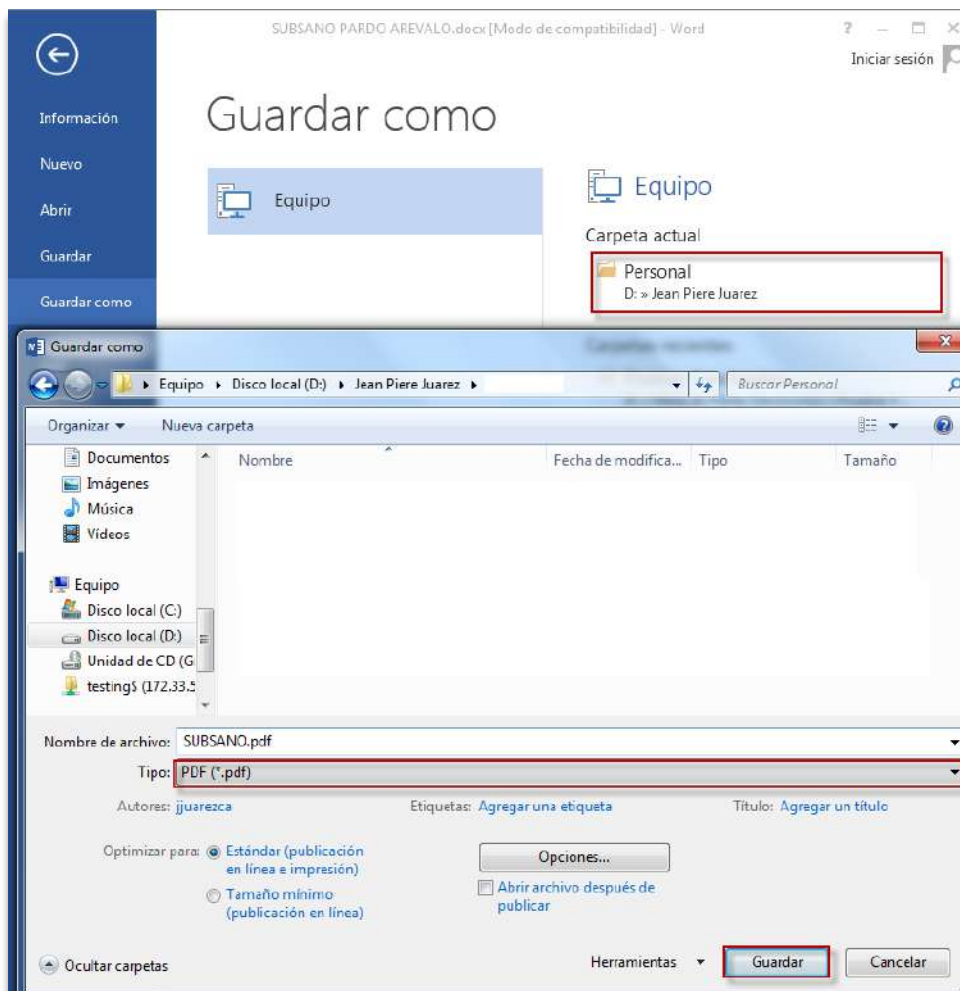 SUBSANO PARDO AREVALO.docx [Modo de compatibilidad] - Word
Iniciar sesión
Información
Nuevo
Abrir
Guardar
Guardar como
Guardar como
Equipo
Equipo
Carpeta actual
Personal
D: » Jean Piere Juarez
Guardar como
Equipo
Disco local (D:)
Jean Piere Juarez
Buscar Personal
Organizar
Nueva carpeta
Documentos
Imágenes
Música
Vídeos
Equipo
Disco local (C:)
Disco local (D:)
Unidad de CD (G
testing$ (172.33.5
Nombre
Fecha de modifica...
Tipo
Tamaño
Nombre de archivo: SUBSANO.pdf
Tipo: PDF (*.pdf)
Autores: jjuarezca
Etiquetas: Agregar una etiqueta
Título: Agregar un título
Optimizar para:
Estándar (publicación
en línea e impresión)
Tamaño mínimo
(publicación en línea)
Opciones...
Abrir archivo después de
publicar
Ocultar carpetas
Herramientas
Guardar
Cancelar